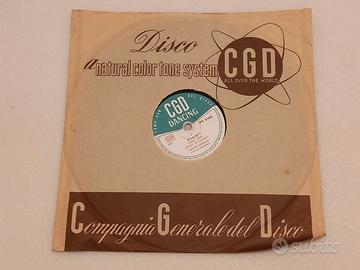 Disco
a natural color tone system
CGD
ALL OVER THE WORLD
CGD
DANCING
Compagnia Generale del Disco
subito